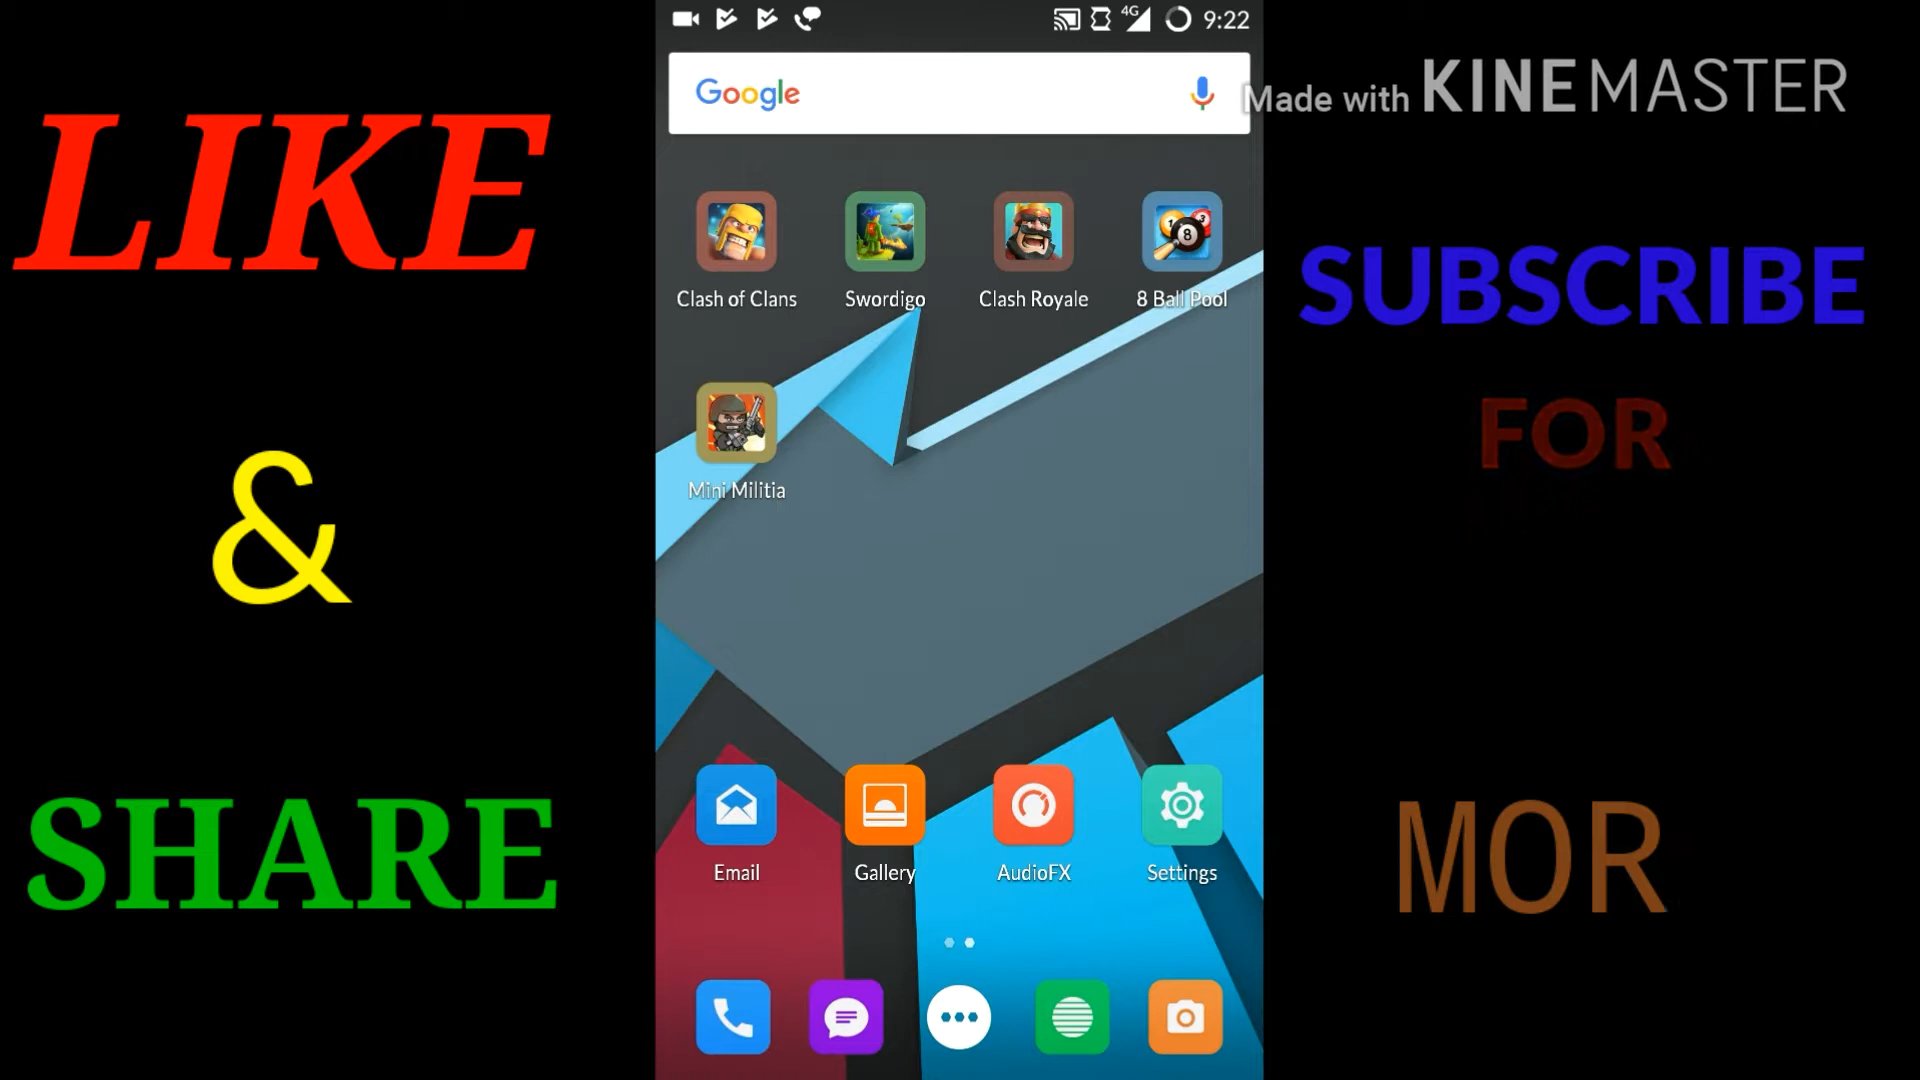 LIKE
&
SHARE
4G 9:22
Google
Clash of Clans Swordigo Clash Royale 8 Ball Pool
Mini Militia
Email Gallery AudioFX Settings
Made with KINEMASTER
SUBSCRIBE
FOR
MOR